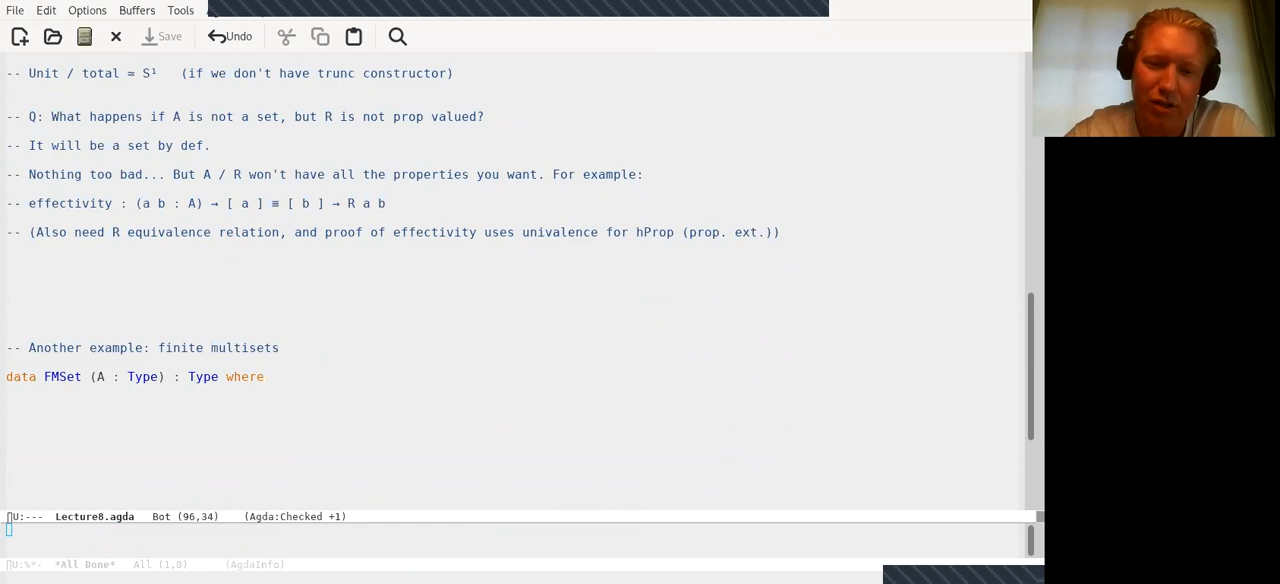 File Edit Options Buffers Tools
Save Undo
-- Unit / total ≃ S¹   (if we don't have trunc constructor)
-- Q: What happens if A is not a set, but R is not prop valued?
-- It will be a set by def.
-- Nothing too bad... But A / R won't have all the properties you want. For example:
-- effectivity : (a b : A) → [ a ] ≡ [ b ] → R a b
-- (Also need R equivalence relation, and proof of effectivity uses univalence for hProp (prop. ext.))
-- Another example: finite multisets
data FMSet (A : Type) : Type where
U:--- Lecture8.agda Bot (96,34) (Agda:Checked +1)
U:%*- *All Done* All (1,0) (AgdaInfo)